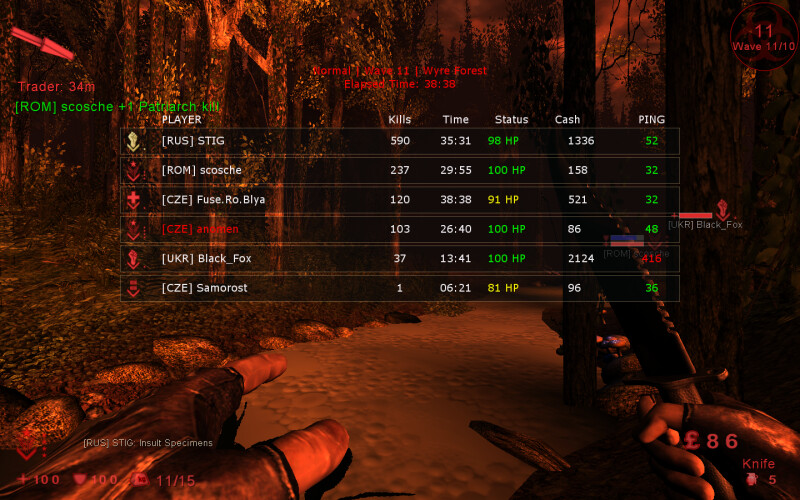 11
Wave 11/10
Normal | Wave 11 | Wyre Forest
Elapsed Time: 38:38
Trader: 34m
[ROM] scosche +1 Patriarch kill
PLAYER Kills Time Status Cash PING
[RUS] STIG 590 35:31 98 HP 1336 52
[ROM] scosche 237 29:55 100 HP 158 32
[CZE] Fuse.Ro.Blya 120 38:38 91 HP 521 32
[CZE] 103 26:40 100 HP 86 48
[UKR] Black_Fox
[ROM] scosche
[UKR] Black_Fox 37 13:41 100 HP 2124 416
[CZE] Samorost 1 06:21 81 HP 96 36
[RUS] STIG: Insult Specimens
£ 86
Knife
+ 100 100 11/15 5